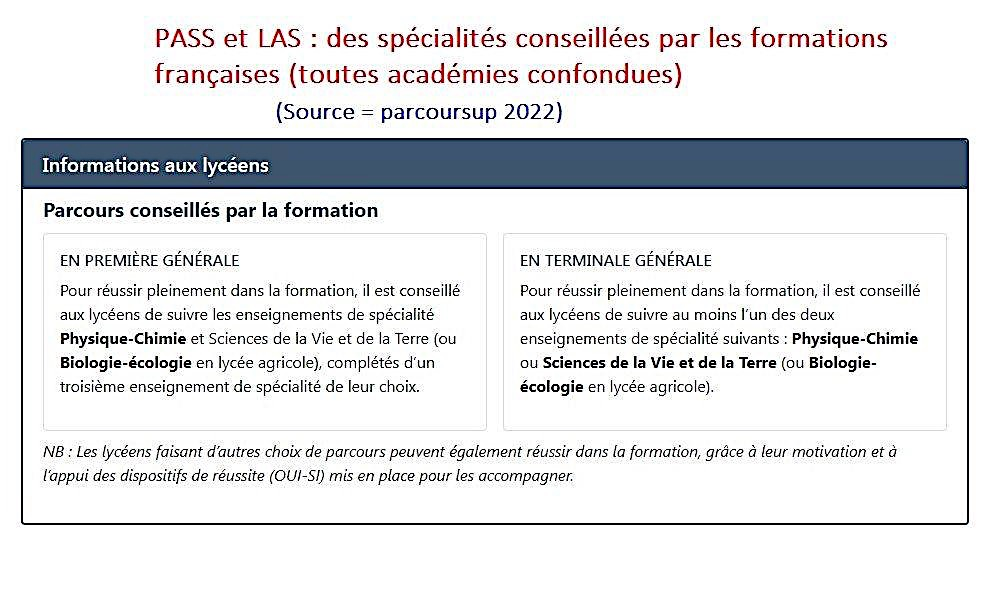 PASS et LAS : des spécialités conseillées par les formations
françaises (toutes académies confondues)
(Source = parcoursup 2022)
Informations aux lycéens
Parcours conseillés par la formation
EN PREMIÈRE GÉNÉRALE
Pour réussir pleinement dans la formation, il est conseillé
aux lycéens de suivre les enseignements de spécialité
Physique-Chimie et Sciences de la Vie et de la Terre (ou
Biologie-écologie en lycée agricole), complétés d'un
troisième enseignement de spécialité de leur choix.
EN TERMINALE GÉNÉRALE
Pour réussir pleinement dans la formation, il est conseillé
aux lycéens de suivre au moins l'un des deux
enseignements de spécialité suivants : Physique-Chimie
ou Sciences de la Vie et de la Terre (ou Biologie-
écologie en lycée agricole).
NB : Les lycéens faisant d'autres choix de parcours peuvent également réussir dans la formation, grâce à leur motivation et à
l'appui des dispositifs de réussite (OUI-SI) mis en place pour les accompagner.